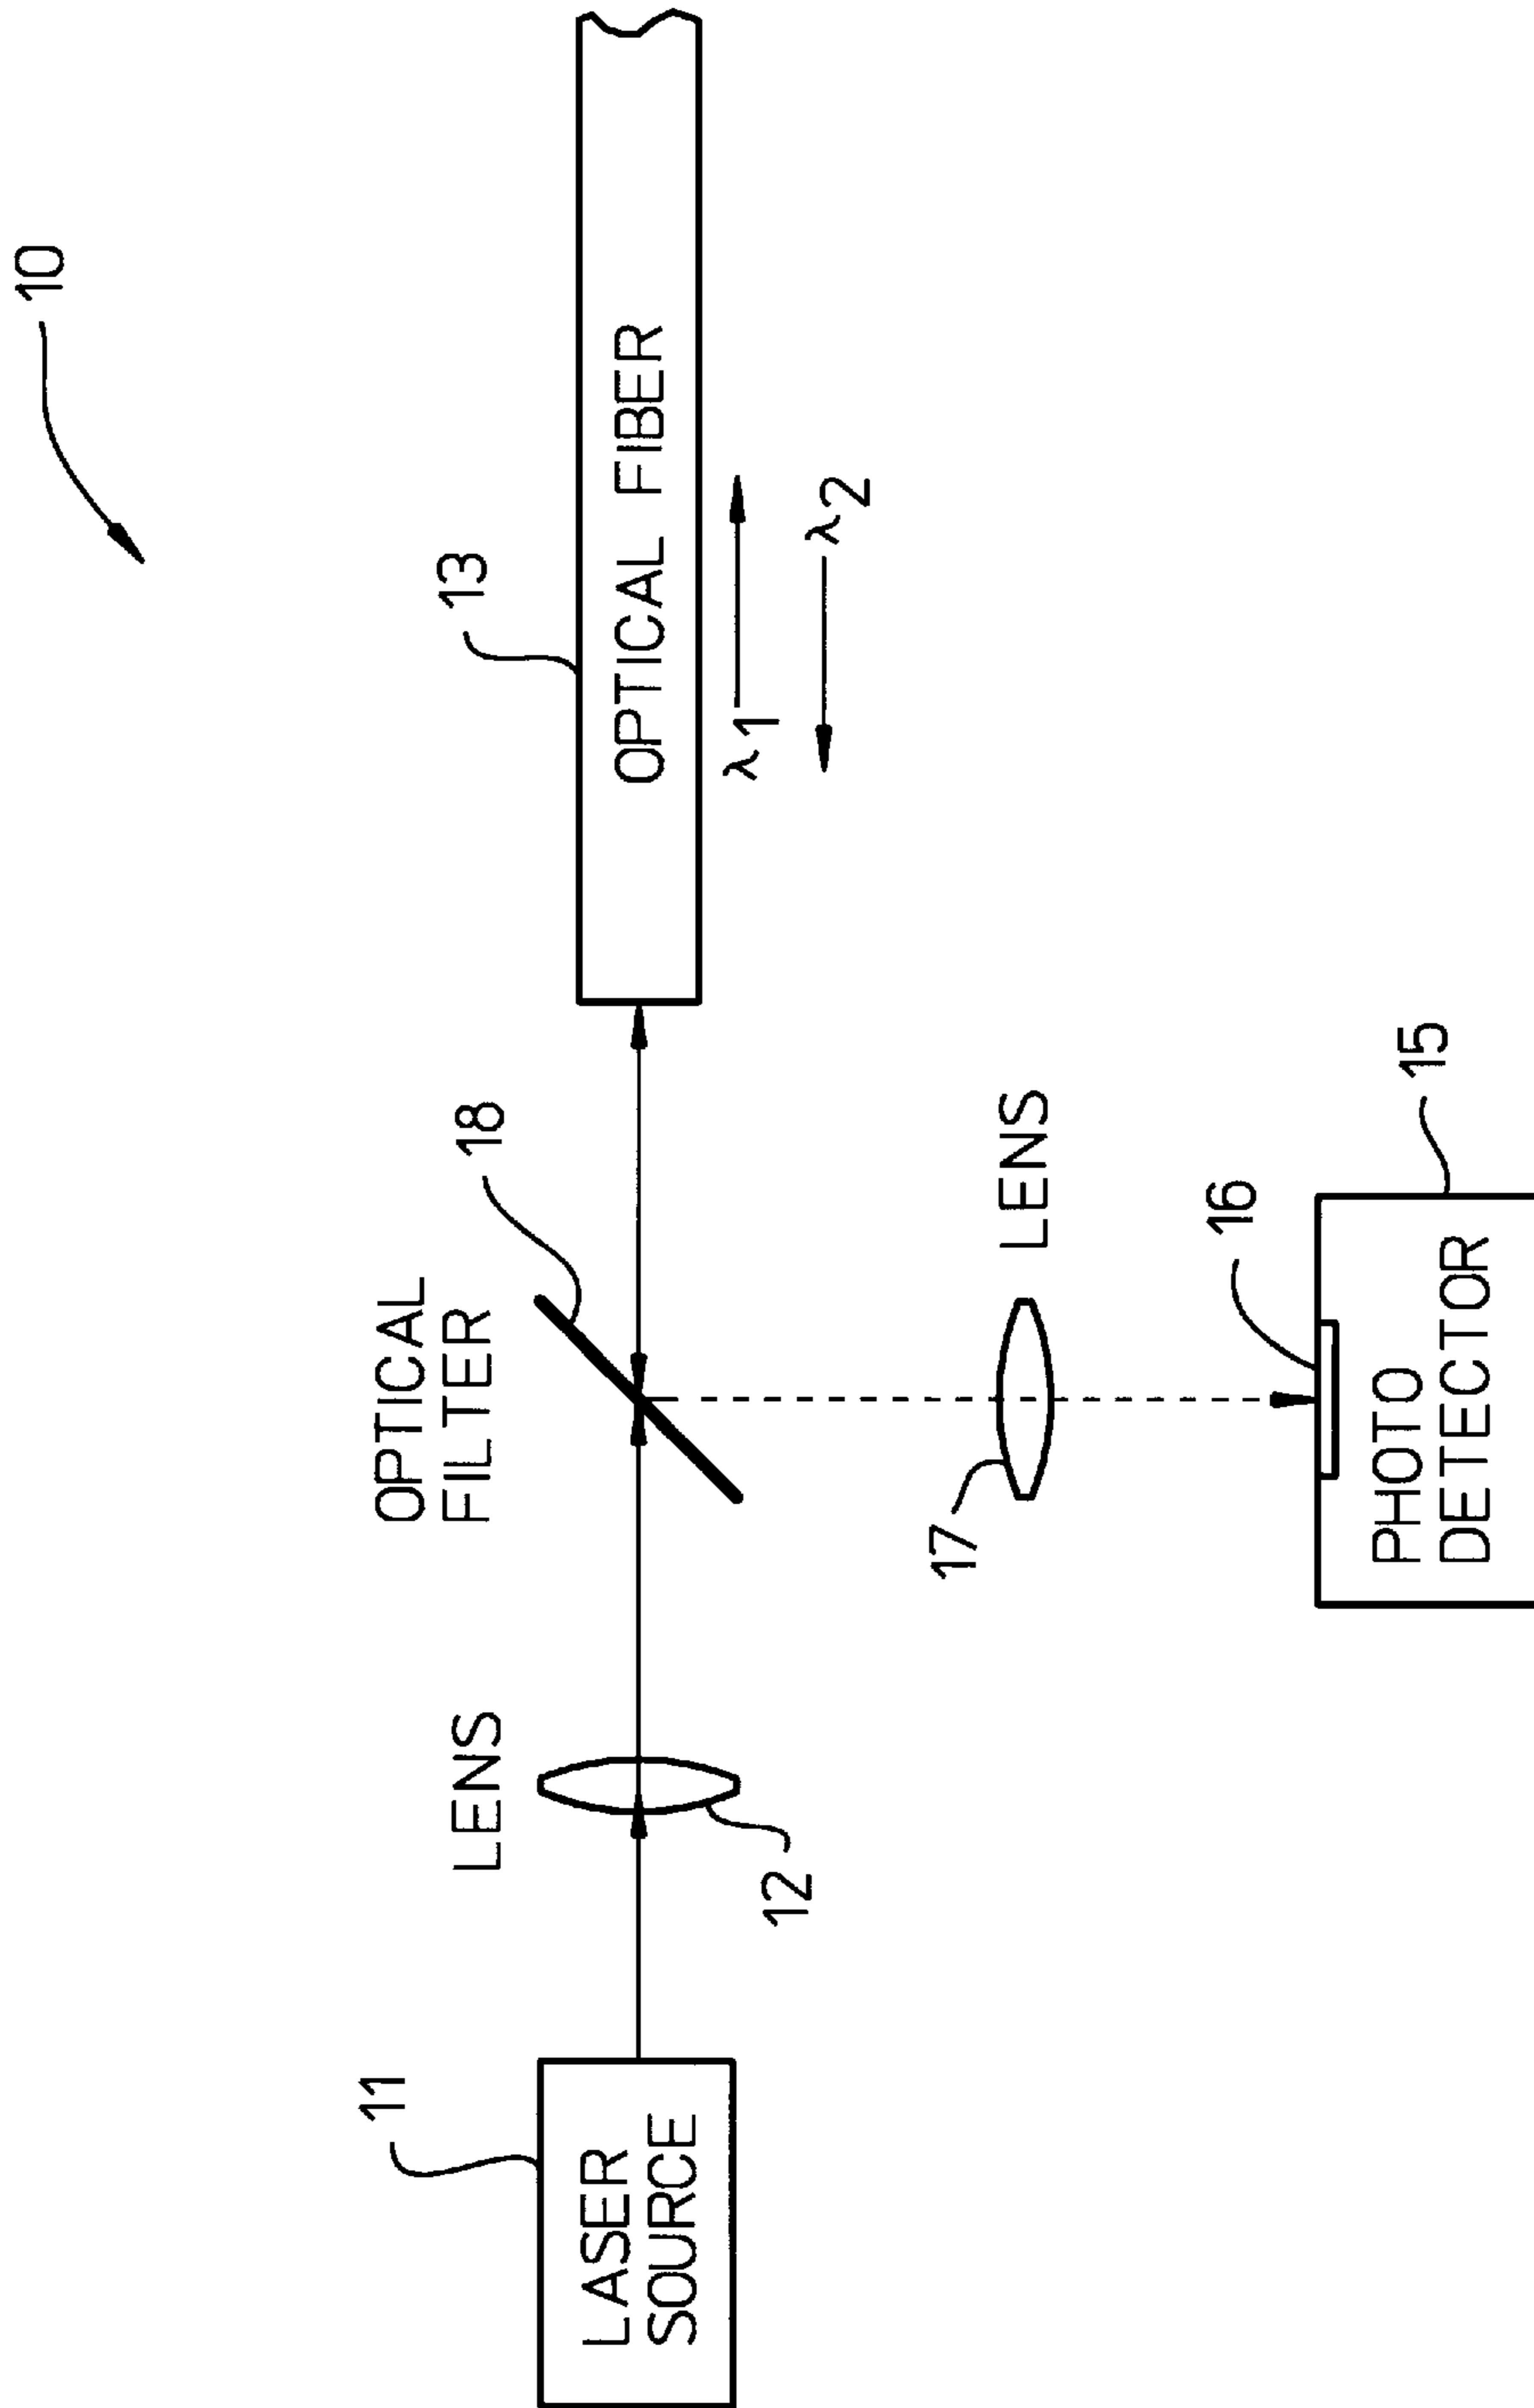 10
13
OPTICAL FIBER
λ1
λ2
OPTICAL
FILTER
18
LENS
12
11
LASER
SOURCE
LENS
17
16
15
PHOTO
DETECTOR